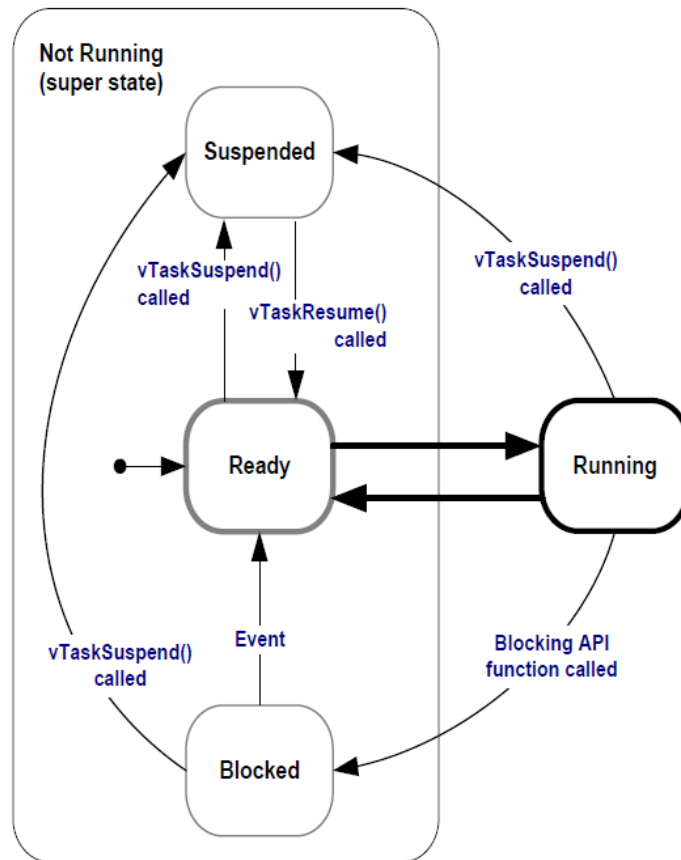 Not Running
(super state)
Suspended
vTaskSuspend()
called
vTaskSuspend()
called
vTaskResume()
called
Ready
Running
Event
vTaskSuspend()
called
Blocking API
function called
Blocked